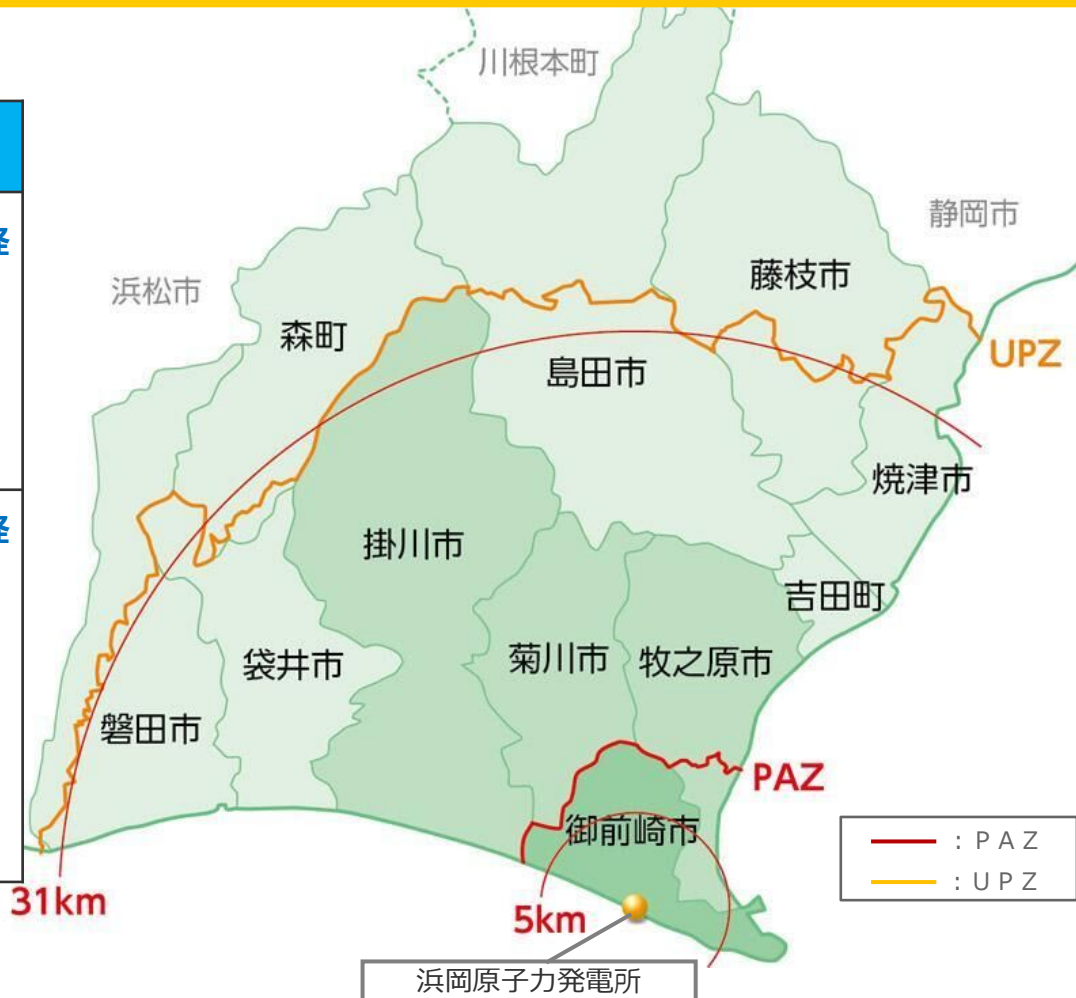 川根本町
静岡市
藤枝市
浜松市
森町
UPZ
島田市
焼津市
掛川市
吉田町
菊川市
牧之原市
袋井市
磐田市
PAZ
御前崎市
：ＰＡＺ
：ＵＰＺ
31km
5km
浜岡原子力発電所